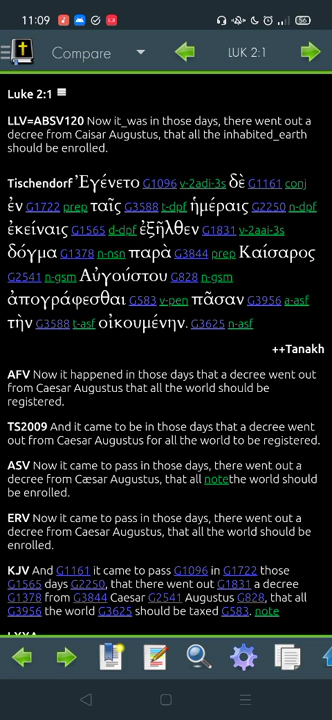 11:09
56
Compare
LUK 2:1
Luke 2:1
LLV=ABSV120 Now it_was in those days, there went out a
decree from Caisar Augustus, that all the inhabited_earth
should be enrolled.
Tischendorf Ἐγένετο G1096 v-2adi-3s δὲ G1161 conj
ἐν G1722 prep ταῖς G3588 t-dpf ἡμέραις G2250 n-dpf
ἐκείναις G1565 d-dpf ἐξῆλθεν G1831 v-2aai-3s
δόγμα G1378 n-nsn παρὰ G3844 prep Καίσαρος
G2541 n-gsm Αὐγούστου G828 n-gsm
ἀπογράφεσθαι G583 v-pen πᾶσαν G3956 a-asf
τὴν G3588 t-asf οἰκουμένην. G3625 n-asf
++Tanakh
AFV Now it happened in those days that a decree went out
from Caesar Augustus that all the world should be
registered.
TS2009 And it came to be in those days that a decree went
out from Caesar Augustus for all the world to be registered.
ASV Now it came to pass in those days, there went out a
decree from Cæsar Augustus, that all notethe world should
be enrolled.
ERV Now it came to pass in those days, there went out a
decree from Caesar Augustus, that all the world should be
enrolled.
KJV And G1161 it came to pass G1096 in G1722 those
G1565 days G2250, that there went out G1831 a decree
G1378 from G3844 Caesar G2541 Augustus G828, that all
G3956 the world G3625 should be taxed G583. note